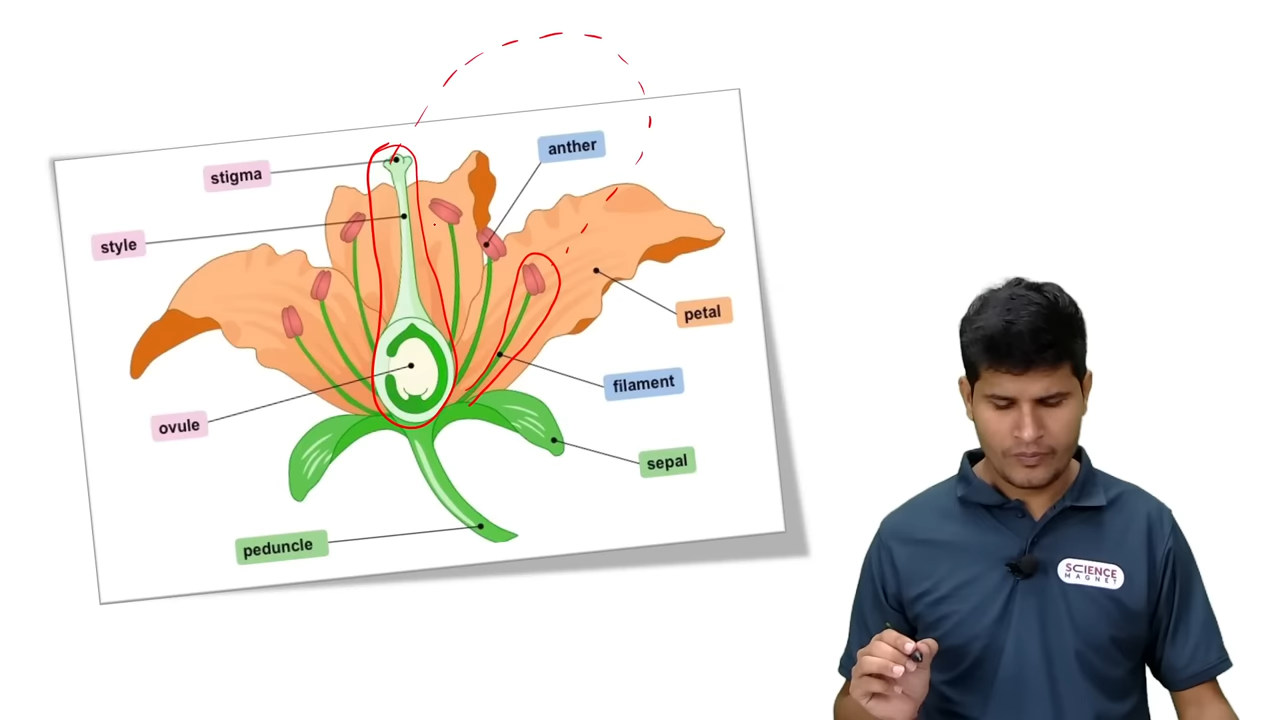 anther
stigma
style
petal
filament
ovule
sepal
peduncle
SCIENCE
MAGNET